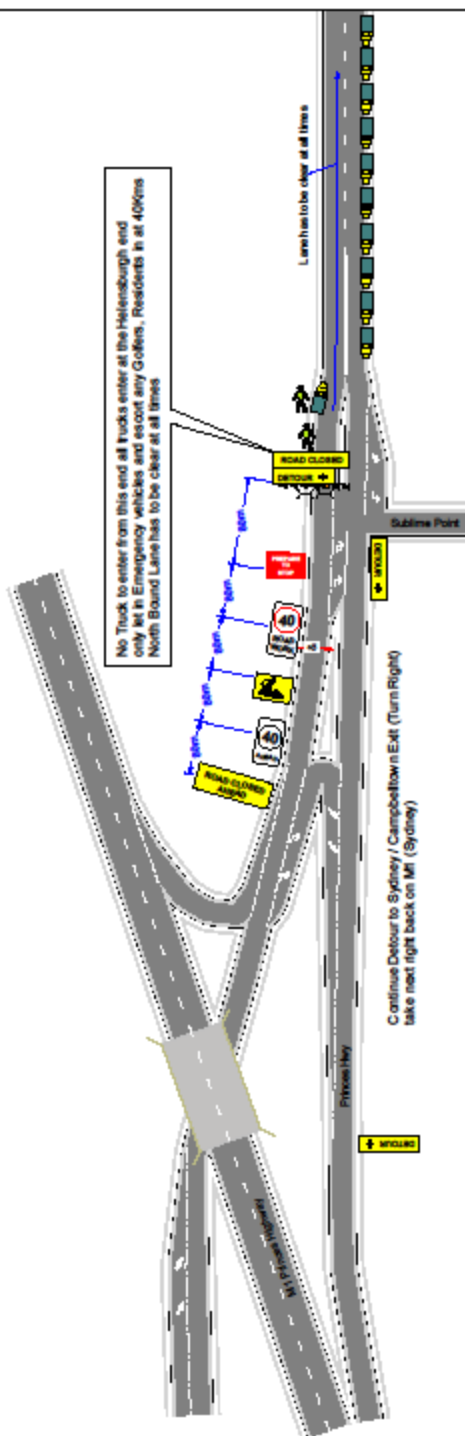 No Truck to enter from this end all trucks enter at the Helensburgh end
only let in Emergency vehicles and escort any Golfers, Residents in at 40Kms
North Bound Lane has to be clear at all times
Lane has to be clear at all times
ROAD CLOSED
DETOUR
PREPARE
TO
STOP
40
ROAD
WORK
40
AHEAD
ROAD CLOSED
AHEAD
Sublime Point
DETOUR
Continue Detour to Sydney / Campbelltown Exit (Turn Right)
take next right back on M1 (Sydney)
Princes Hwy
DETOUR
M1 Princes Highway